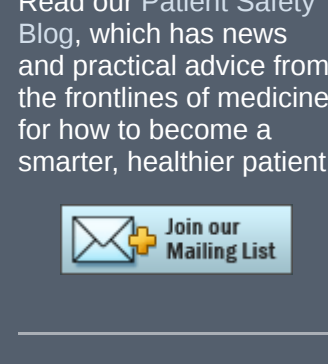 Read our Patient Safety
Blog, which has news
and practical advice from
the frontlines of medicine
for how to become a
smarter, healthier patient
Join our
Mailing List